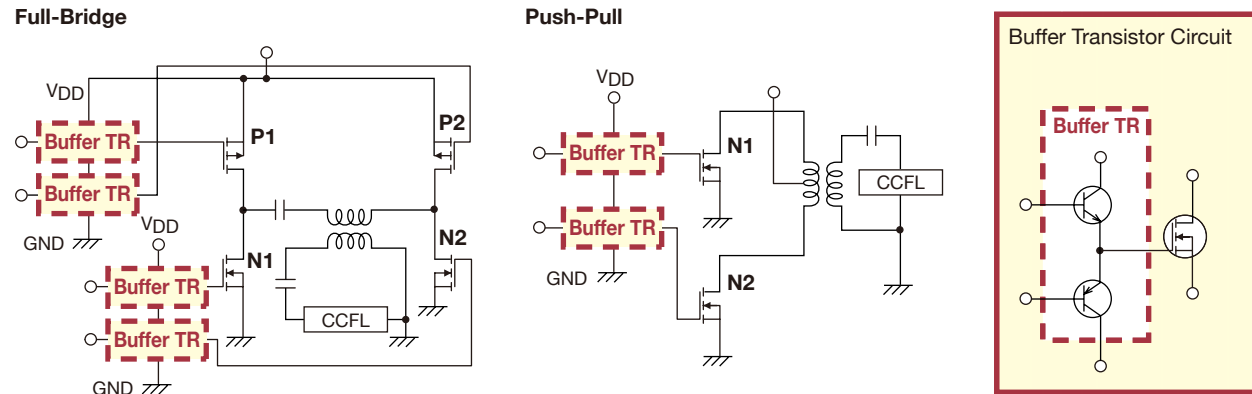 Full-Bridge
VDD
P1
P2
Buffer TR
Buffer TR
VDD
GND
N1
N2
Buffer TR
CCFL
Buffer TR
GND
Push-Pull
VDD
N1
Buffer TR
CCFL
Buffer TR
GND
N2
Buffer Transistor Circuit
Buffer TR